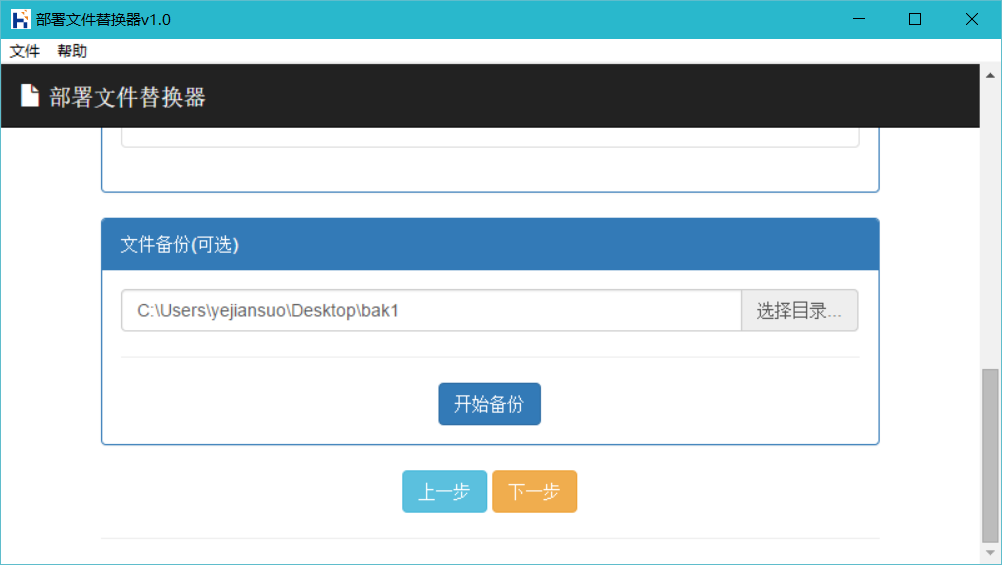 部署文件替换器v1.0
文件 帮助
部署文件替换器
文件备份(可选)
C:\Users\yejiansuo\Desktop\bak1 选择目录...
开始备份
上一步 下一步